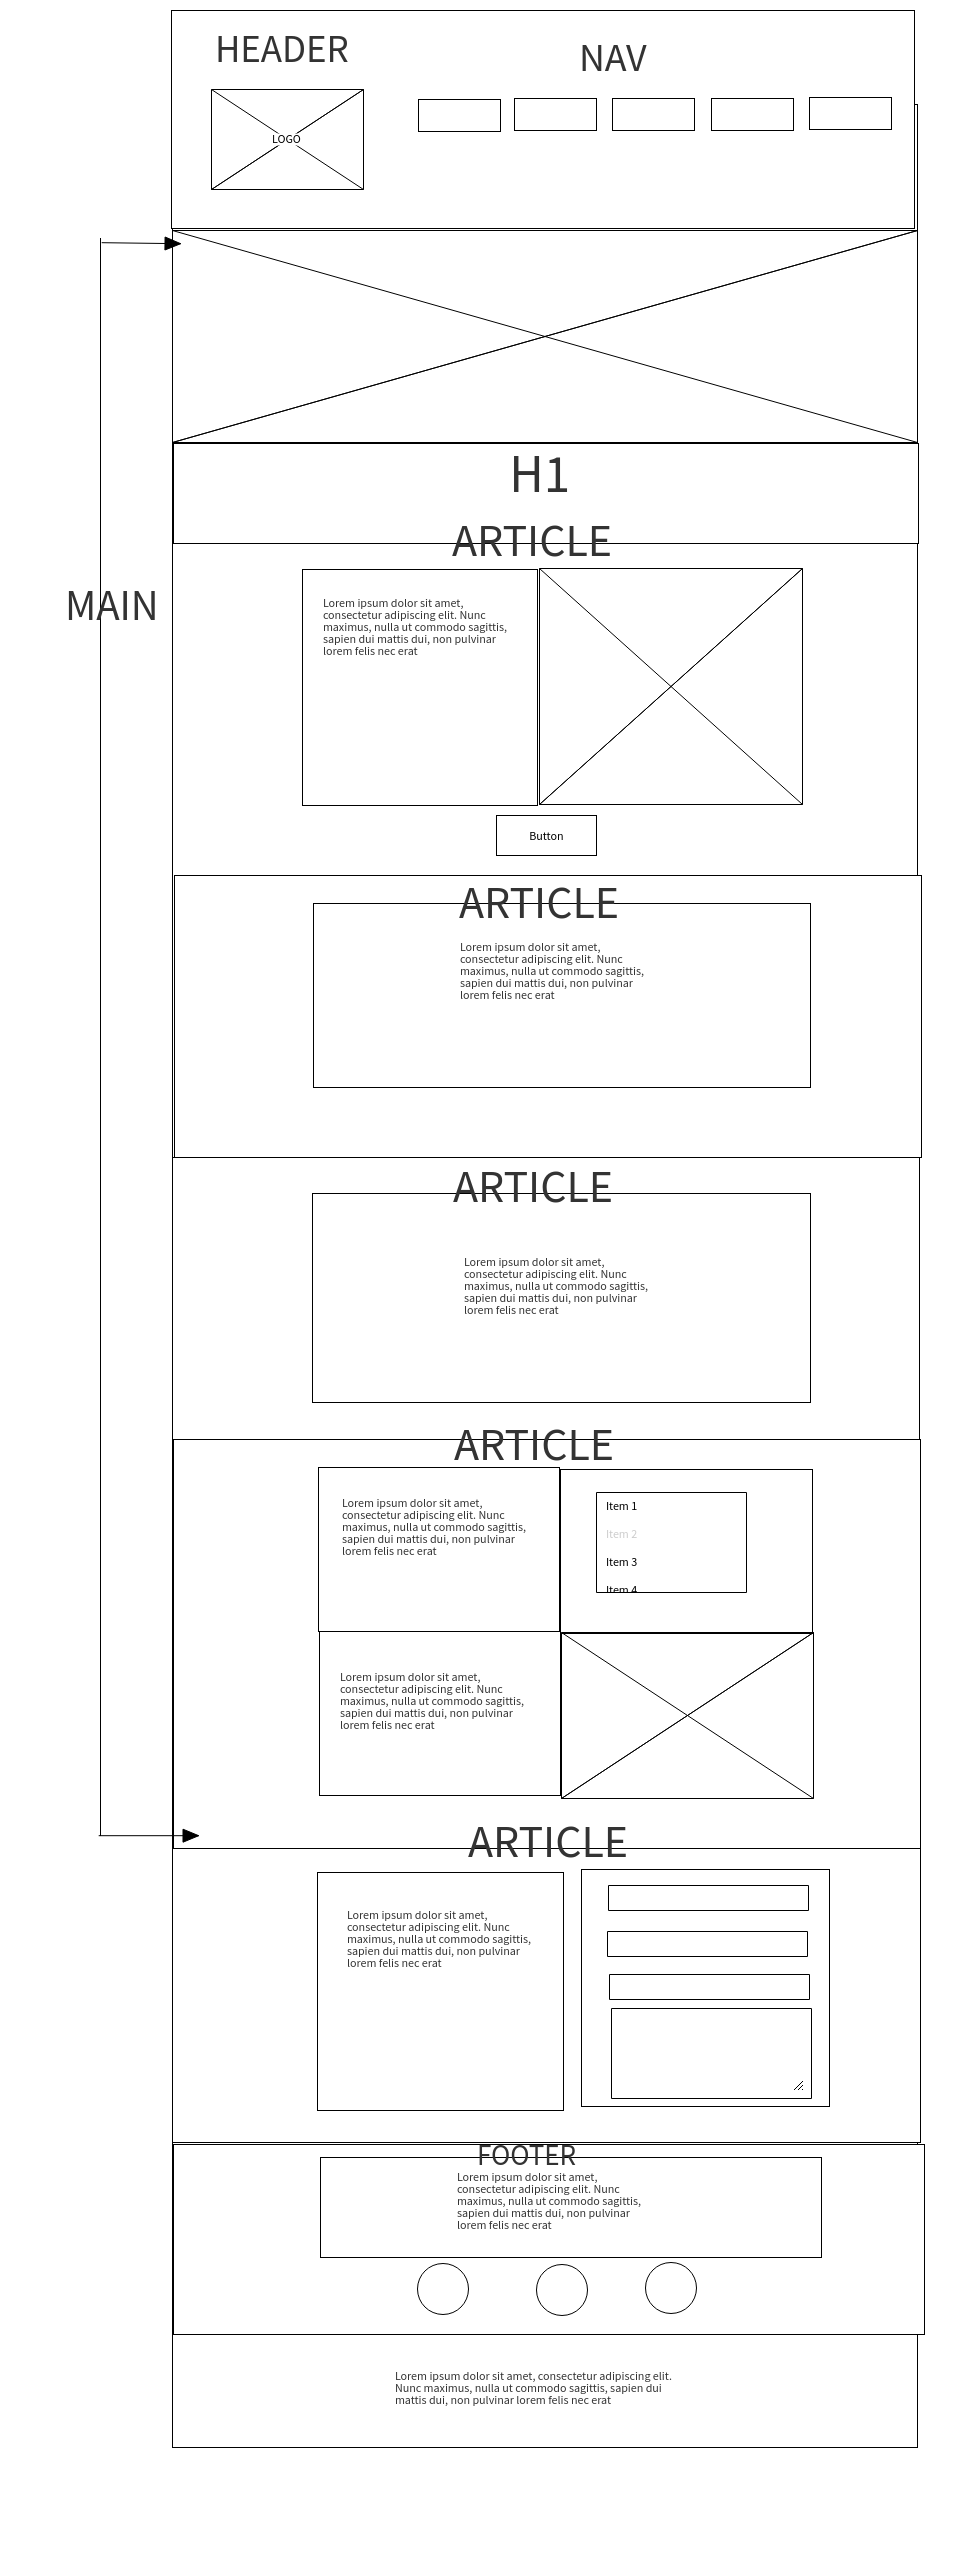 HEADER
NAV
LOGO
H1
ARTICLE
MAIN
Lorem ipsum dolor sit amet,
consectetur adipiscing elit. Nunc
maximus, nulla ut commodo sagittis,
sapien dui mattis dui, non pulvinar
lorem felis nec erat
Button
ARTICLE
Lorem ipsum dolor sit amet,
consectetur adipiscing elit. Nunc
maximus, nulla ut commodo sagittis,
sapien dui mattis dui, non pulvinar
lorem felis nec erat
ARTICLE
Lorem ipsum dolor sit amet,
consectetur adipiscing elit. Nunc
maximus, nulla ut commodo sagittis,
sapien dui mattis dui, non pulvinar
lorem felis nec erat
ARTICLE
Lorem ipsum dolor sit amet,
consectetur adipiscing elit. Nunc
maximus, nulla ut commodo sagittis,
sapien dui mattis dui, non pulvinar
lorem felis nec erat
Item 1
Item 2
Item 3
Item 4
Lorem ipsum dolor sit amet,
consectetur adipiscing elit. Nunc
maximus, nulla ut commodo sagittis,
sapien dui mattis dui, non pulvinar
lorem felis nec erat
ARTICLE
Lorem ipsum dolor sit amet,
consectetur adipiscing elit. Nunc
maximus, nulla ut commodo sagittis,
sapien dui mattis dui, non pulvinar
lorem felis nec erat
FOOTER
Lorem ipsum dolor sit amet,
consectetur adipiscing elit. Nunc
maximus, nulla ut commodo sagittis,
sapien dui mattis dui, non pulvinar
lorem felis nec erat
Lorem ipsum dolor sit amet, consectetur adipiscing elit.
Nunc maximus, nulla ut commodo sagittis, sapien dui
mattis dui, non pulvinar lorem felis nec erat